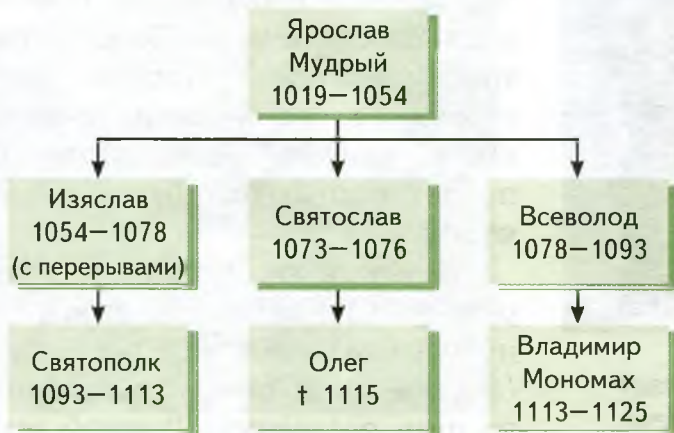 Ярослав
Мудрый
1019—1054
Изяслав
1054—1078
(с перерывами)
Святослав
1073—1076
Всеволод
1078—1093
Святополк
1093—1113
Олег
† 1115
Владимир
Мономах
1113—1125